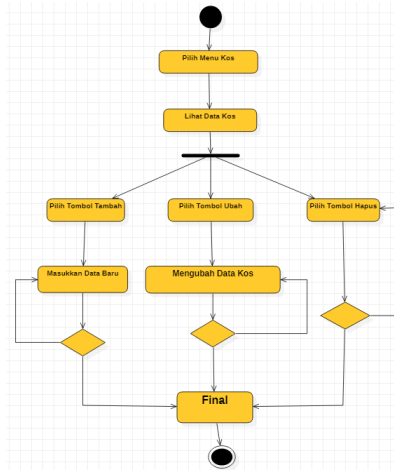 Pilih Menu Kos
Lihat Data Kos
Pilih Tombol Tambah
Pilih Tombol Ubah
Pilih Tombol Hapus
Masukkan Data Baru
Mengubah Data Kos
Final